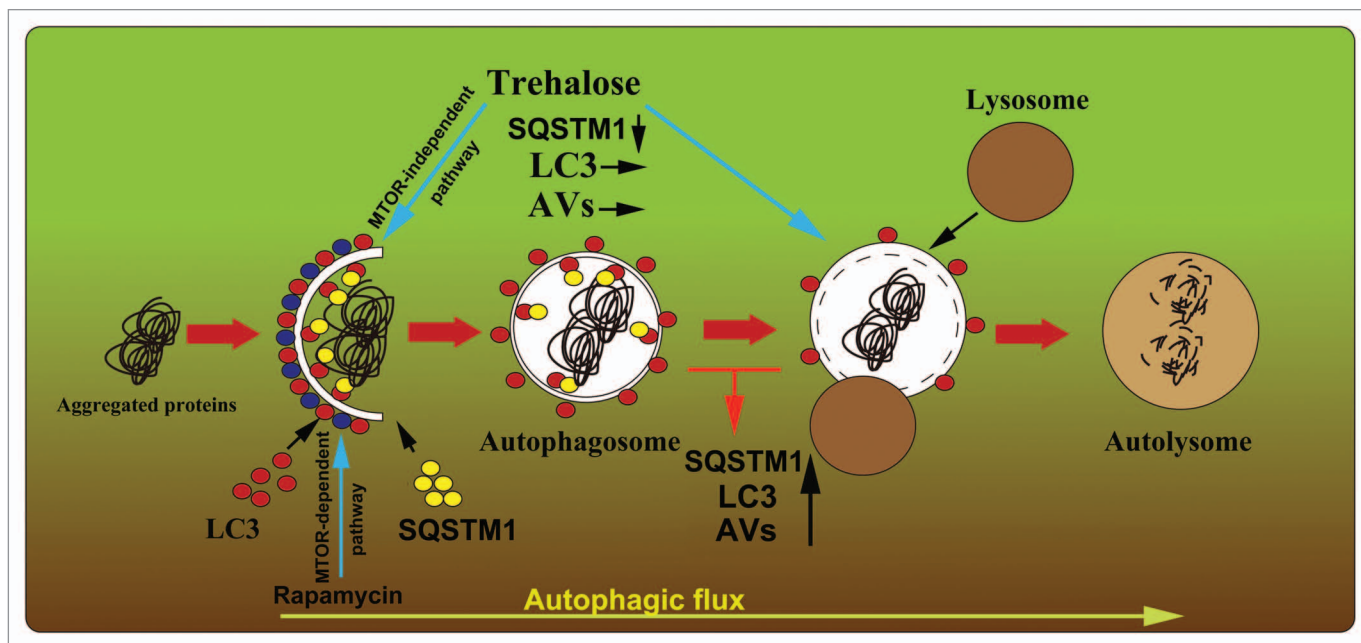 Trehalose
MTOR-independent
pathway
SQSTM1
LC3
AVs
Lysosome
Aggregated proteins
Autophagosome
Autolysome
SQSTM1
LC3
AVs
LC3
MTOR-dependent
pathway
SQSTM1
Rapamycin
Autophagic flux